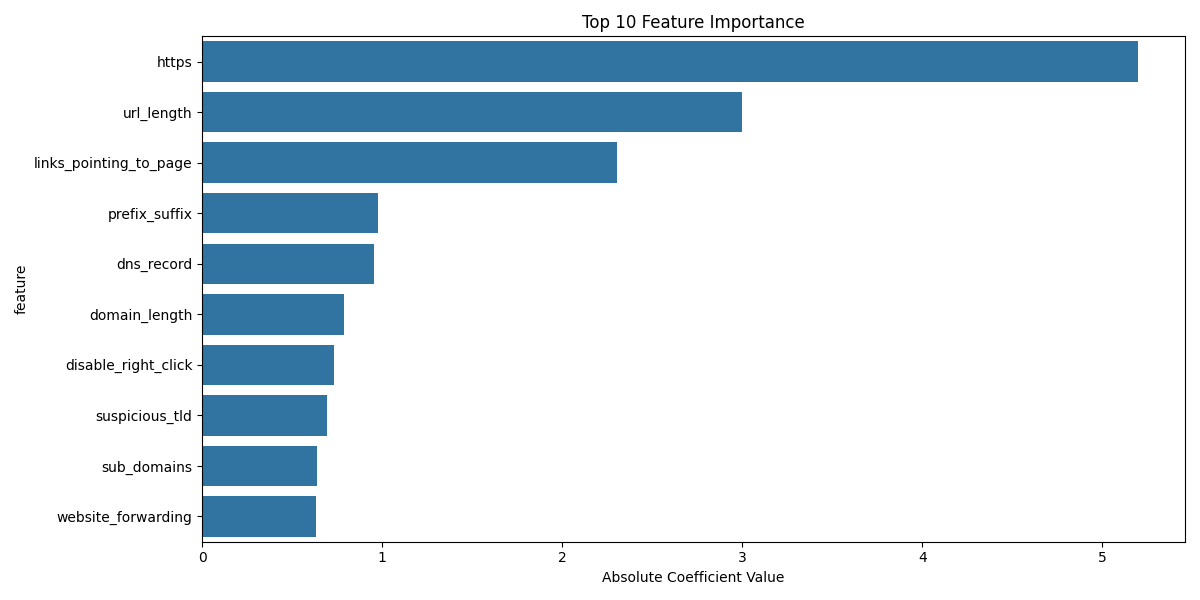 Top 10 Feature Importance
feature
https
url_length
links_pointing_to_page
prefix_suffix
dns_record
domain_length
disable_right_click
suspicious_tld
sub_domains
website_forwarding
0 1 2 3 4 5
Absolute Coefficient Value